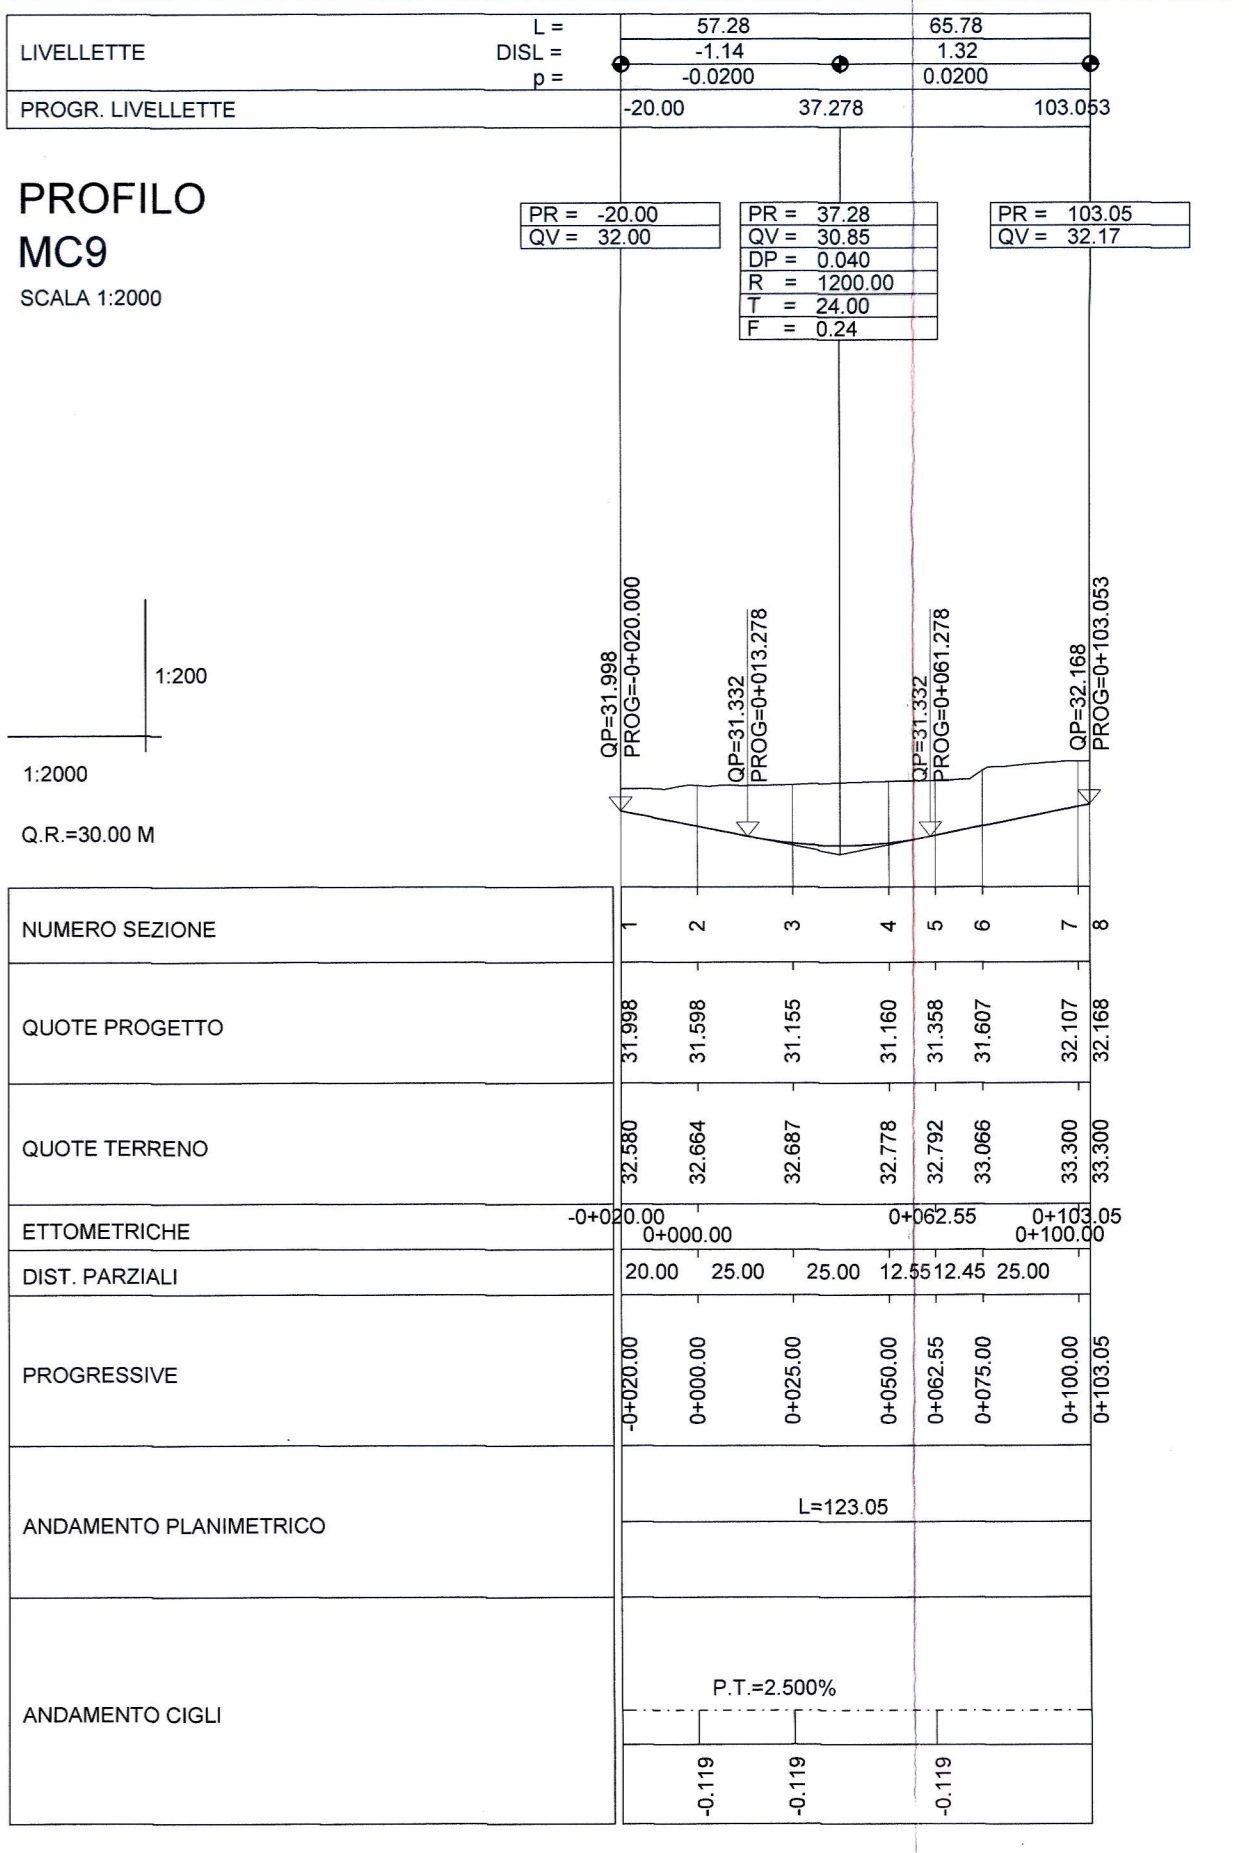 L = 57.28 65.78
LIVELLETTE DISL = -1.14 1.32
p = -0.0200 0.0200
PROGR. LIVELLETTE -20.00 37.278 103.053
PROFILO
MC9
SCALA 1:2000
PR = -20.00
QV = 32.00
PR = 37.28
QV = 30.85
DP = 0.040
R = 1200.00
T = 24.00
F = 0.24
PR = 103.05
QV = 32.17
1:200
1:2000
Q.R.=30.00 M
QP=31.998
PROG=-0+020.000
QP=31.332
PROG=0+013.278
QP=31.332
PROG=0+061.278
QP=32.168
PROG=0+103.053
NUMERO SEZIONE 1 2 3 4 5 6 7 8
QUOTE PROGETTO 31.998 31.598 31.155 31.160 31.358 31.607 32.107 32.168
QUOTE TERRENO 32.580 32.664 32.687 32.778 32.792 33.066 33.300 33.300
ETTOMETRICHE -0+020.00 0+000.00 0+062.55 0+103.05 0+100.00
DIST. PARZIALI 20.00 25.00 25.00 12.55 12.45 25.00
PROGRESSIVE -0+020.00 0+000.00 0+025.00 0+050.00 0+062.55 0+075.00 0+100.00 0+103.05
ANDAMENTO PLANIMETRICO L=123.05
P.T.=2.500%
ANDAMENTO CIGLI
-0.119 -0.119 -0.119